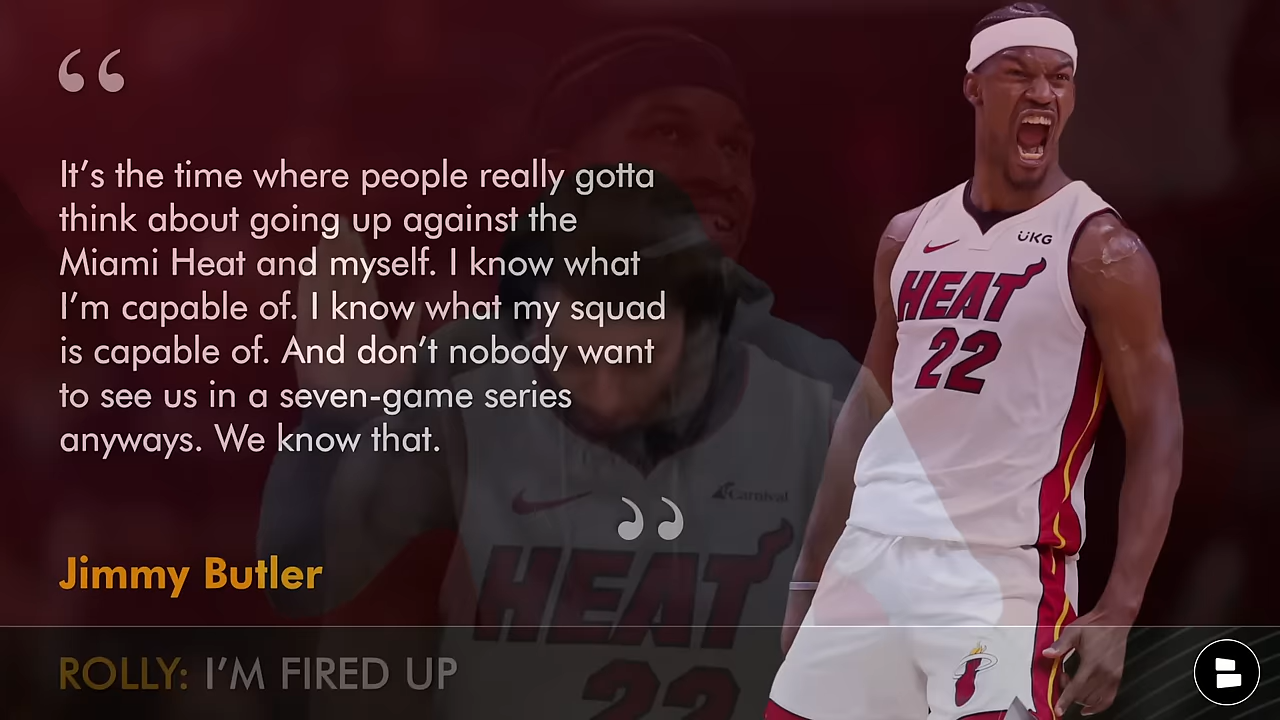 “
It’s the time where people really gotta
think about going up against the
Miami Heat and myself. I know what
I’m capable of. I know what my squad
is capable of. And don’t nobody want
to see us in a seven-game series
anyways. We know that.
”
Jimmy Butler
ROLLY: I’M FIRED UP
UKG
HEAT
22
Carnival
HEAT
22